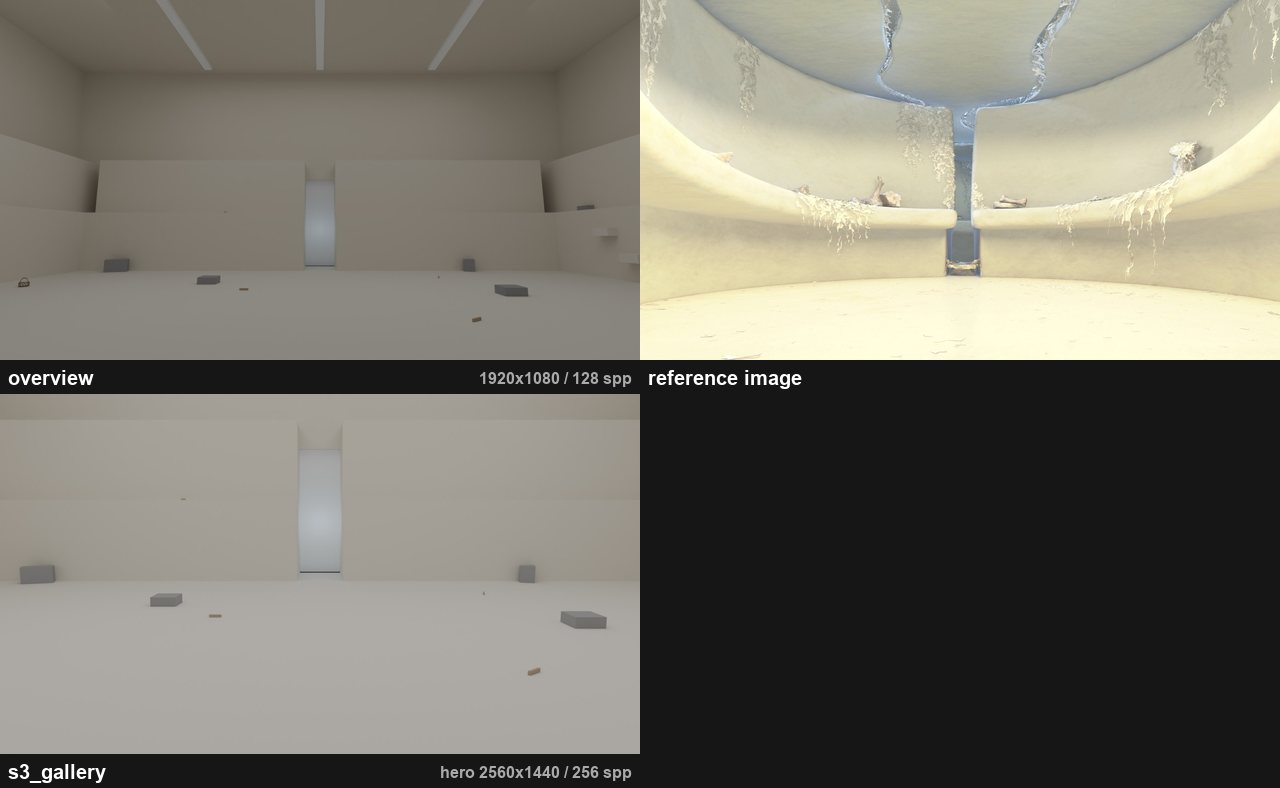 overview
1920x1080 / 128 spp
reference image
s3_gallery
hero 2560x1440 / 256 spp